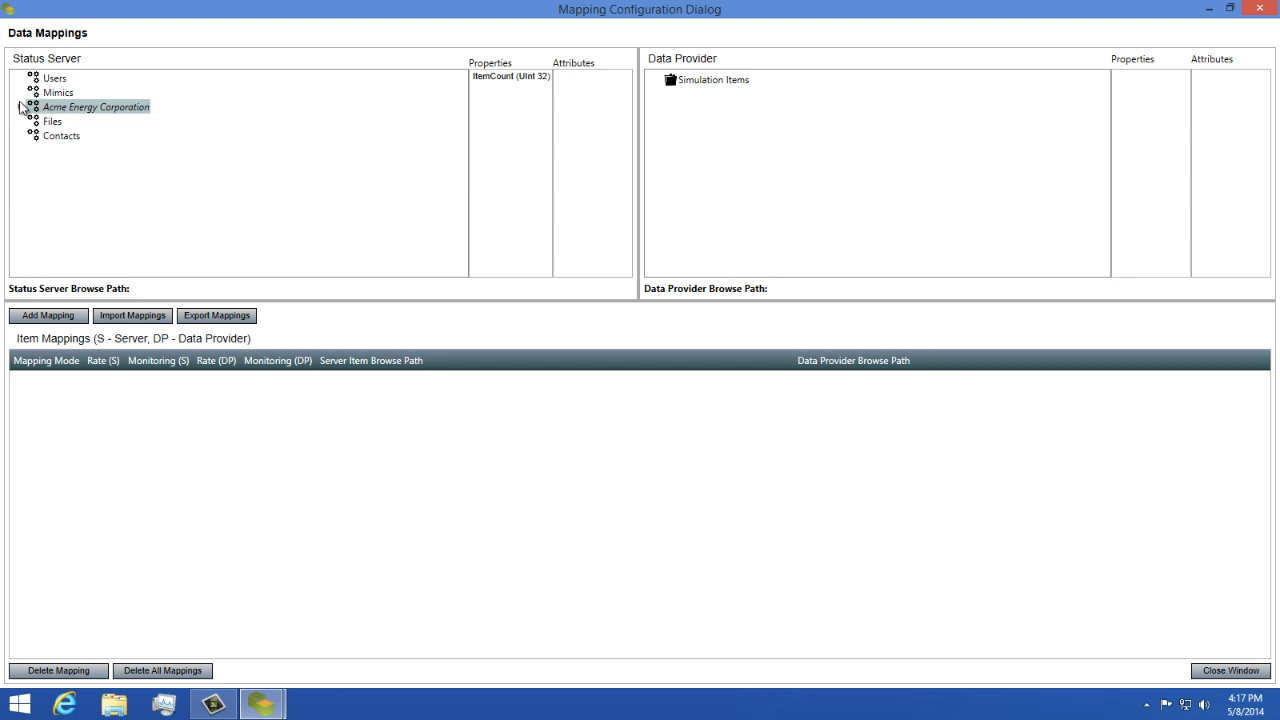 Mapping Configuration Dialog
Data Mappings
Status Server
Properties
Attributes
Users
Mimics
Acme Energy Corporation
Files
Contacts
ItemCount (UInt 32)
Status Server Browse Path:
Data Provider
Properties
Attributes
Simulation Items
Data Provider Browse Path:
Add Mapping
Import Mappings
Export Mappings
Item Mappings (S - Server, DP - Data Provider)
Mapping Mode Rate (S) Monitoring (S) Rate (DP) Monitoring (DP) Server Item Browse Path Data Provider Browse Path
Delete Mapping
Delete All Mappings
Close Window
4:17 PM
5/8/2014